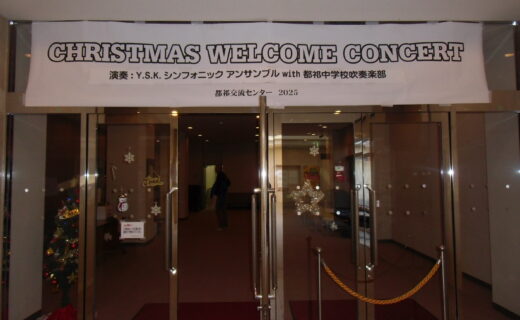 CHRISTMAS WELCOME CONCERT
演奏：Y.S.K. シンフォニック アンサンブル with 都祁中学校吹奏楽部
都祁交流センター 2025